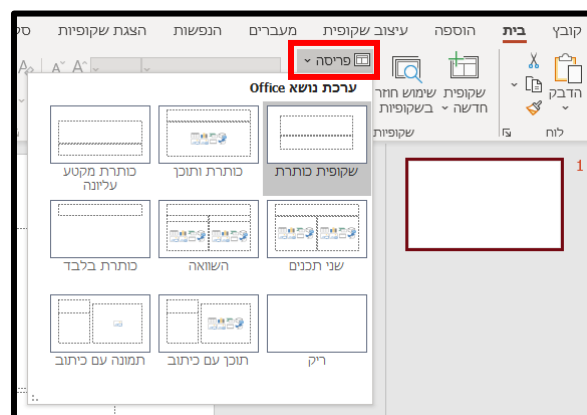 קובץ בית הוספה עיצוב שקופית מעברים הנפשות הצגת שקופיות
הדבק
שקופית חדשה
שימוש חוזר בשקופיות
פריסה
לוח
שקופיות
ערכת נושא Office
שקופית כותרת
כותרת ותוכן
כותרת מקטע עליונה
שני תכנים
השוואה
כותרת בלבד
ריק
תוכן עם כיתוב
תמונה עם כיתוב
1